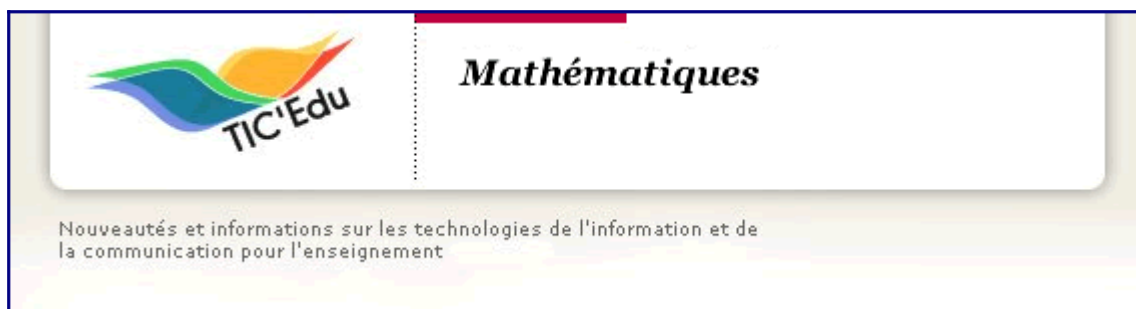 TIC'Edu
Mathématiques
Nouveautés et informations sur les technologies de l'information et de
la communication pour l'enseignement